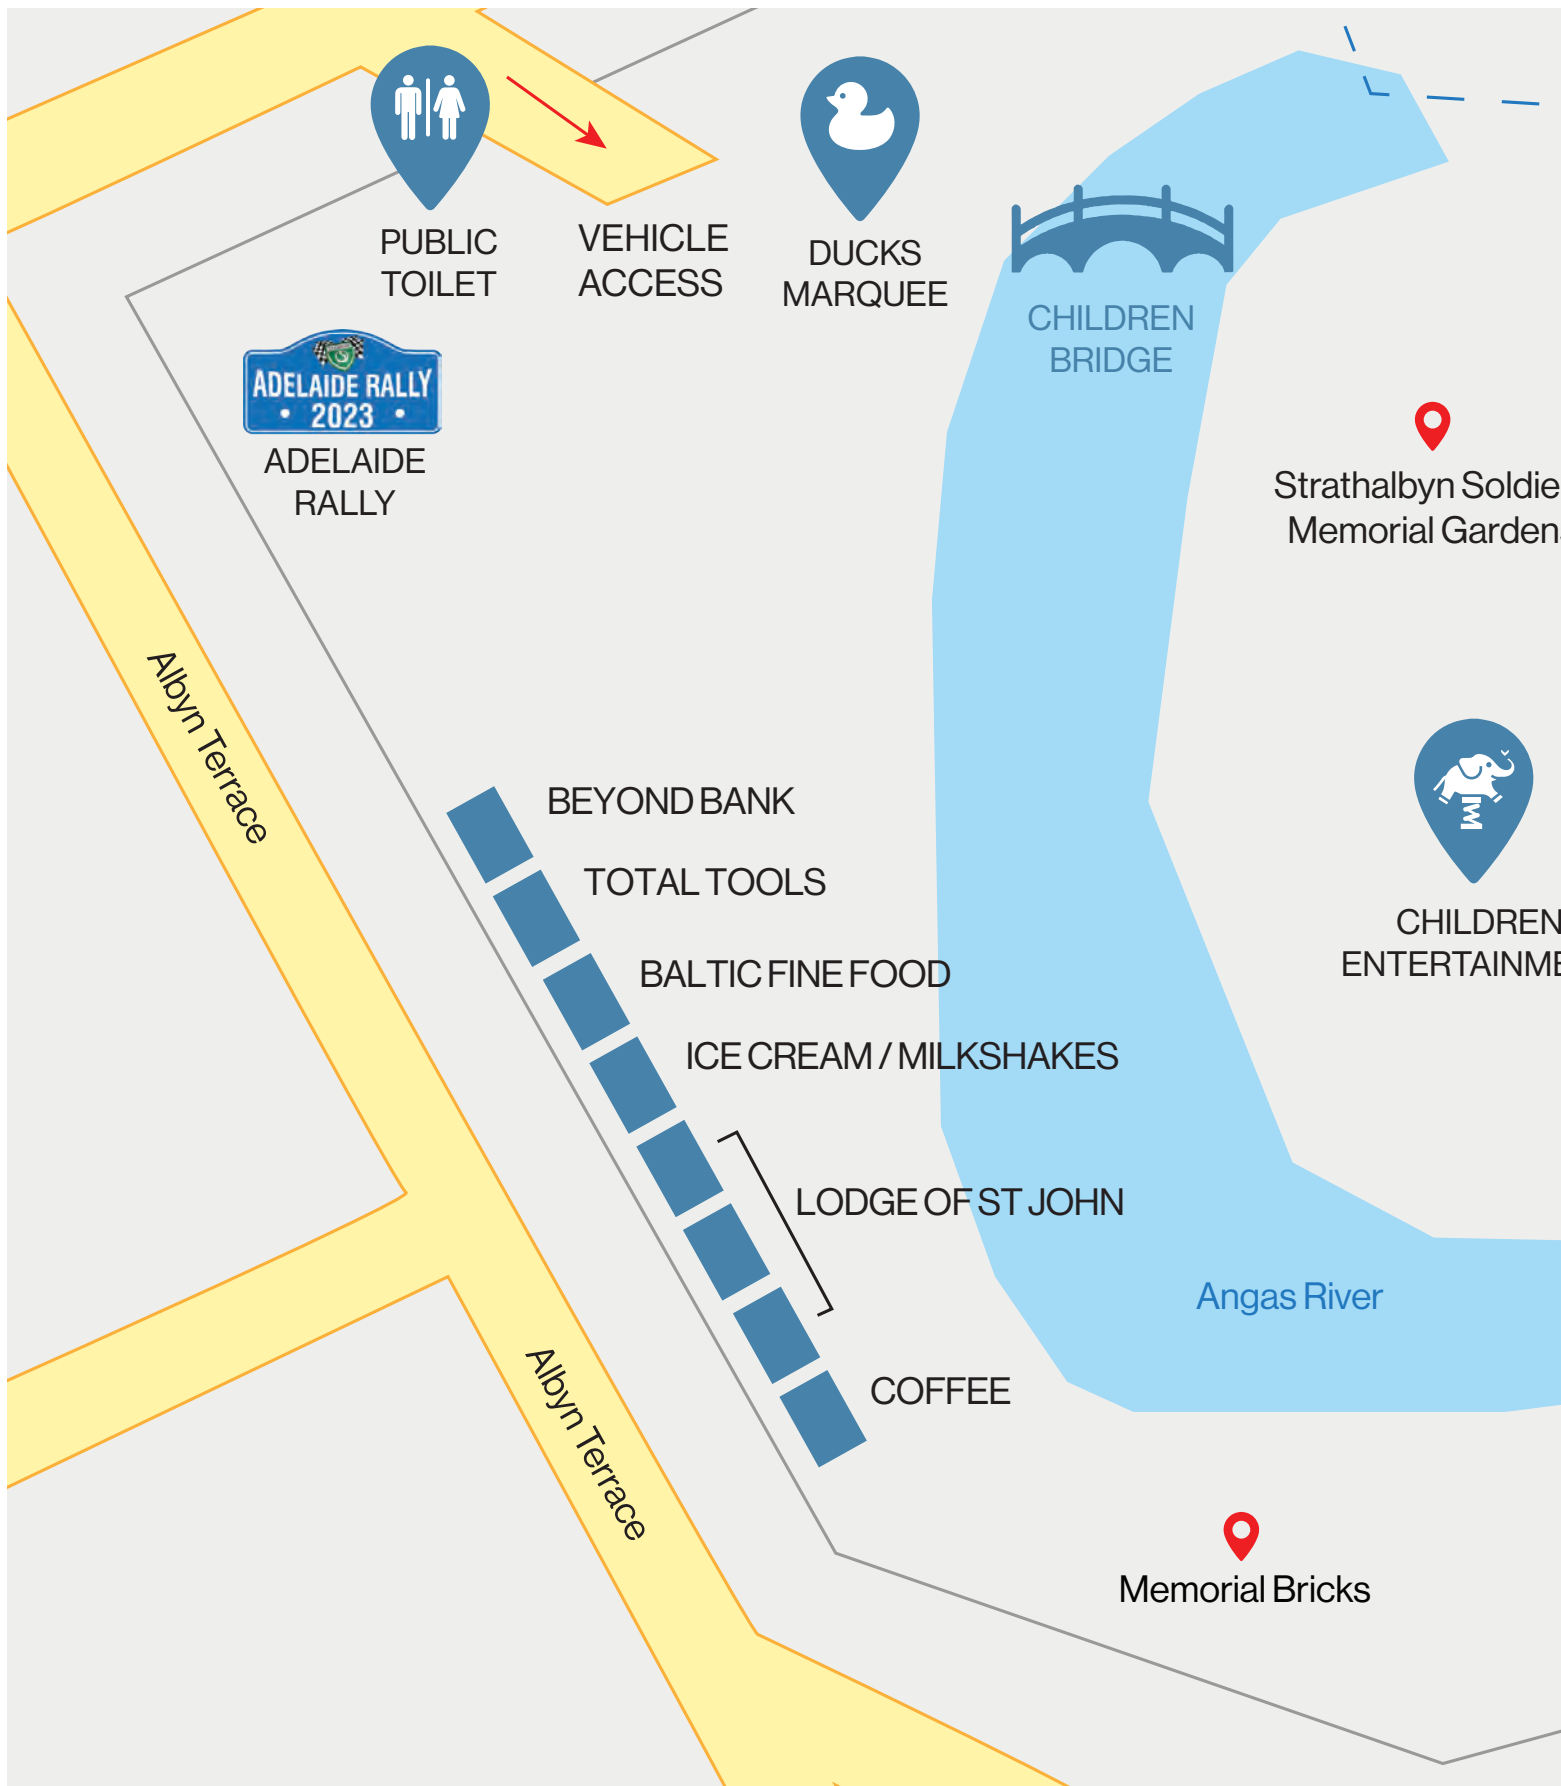 PUBLIC
TOILET
VEHICLE
ACCESS
DUCKS
MARQUEE
CHILDREN
BRIDGE
ADELAIDE RALLY
• 2023 •
ADELAIDE
RALLY
Strathalbyn Soldie
Memorial Gardens
Albyn Terrace
BEYOND BANK
TOTAL TOOLS
BALTIC FINE FOOD
ICE CREAM / MILKSHAKES
LODGE OF ST JOHN
COFFEE
CHILDREN
ENTERTAINME
Angas River
Albyn Terrace
Memorial Bricks